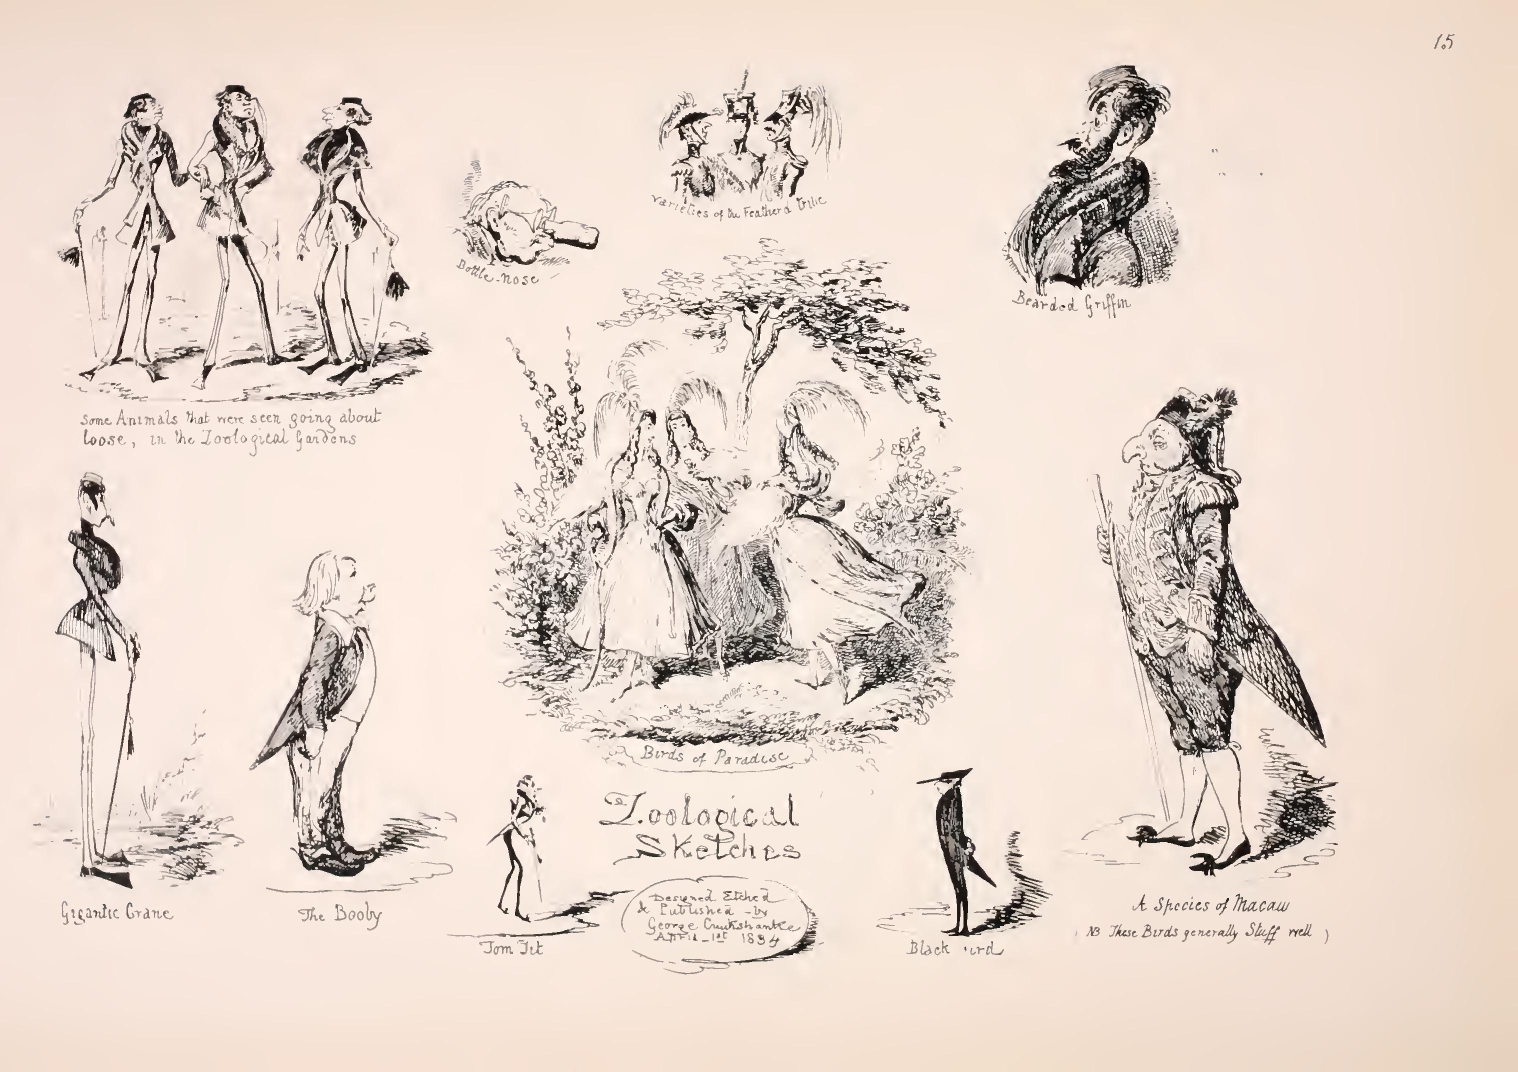 15
Varieties of the Featherd Tribe
Bottle-nose
Bearded Griffin
Some Animals that were seen going about
loose, in the Zoological Gardens
Birds of Paradise
Zoological
Sketches
Designed Etched
& Published by
George Cruikshank
April 1st 1834
Gigantic Crane
The Booby
Tom Tit
Black ird
A Species of Macaw
NB These Birds generally Stuff well )